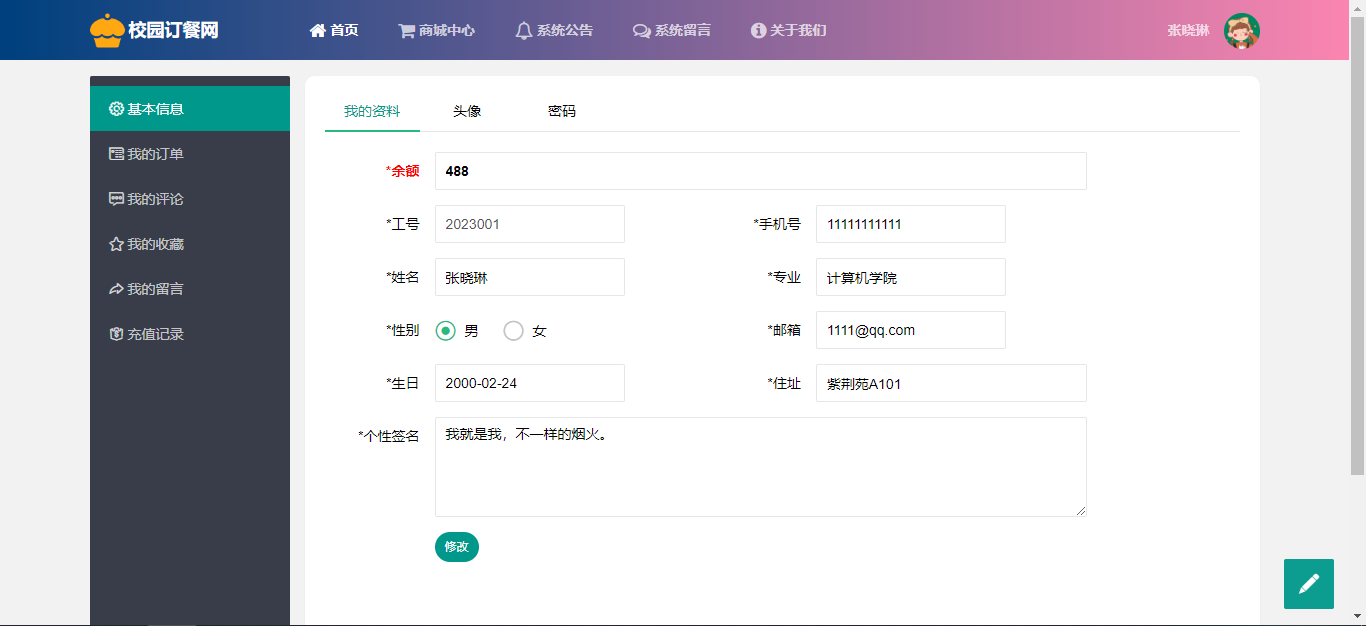 校园订餐网 首页 商城中心 系统公告 系统留言 关于我们 张晓琳
基本信息
我的订单
我的评论
我的收藏
我的留言
充值记录
我的资料 头像 密码
*余额 488
*工号 2023001 *手机号 11111111111
*姓名 张晓琳 *专业 计算机学院
*性别 男 女 *邮箱 1111@qq.com
*生日 2000-02-24 *住址 紫荆苑A101
*个性签名 我就是我，不一样的烟火。
修改